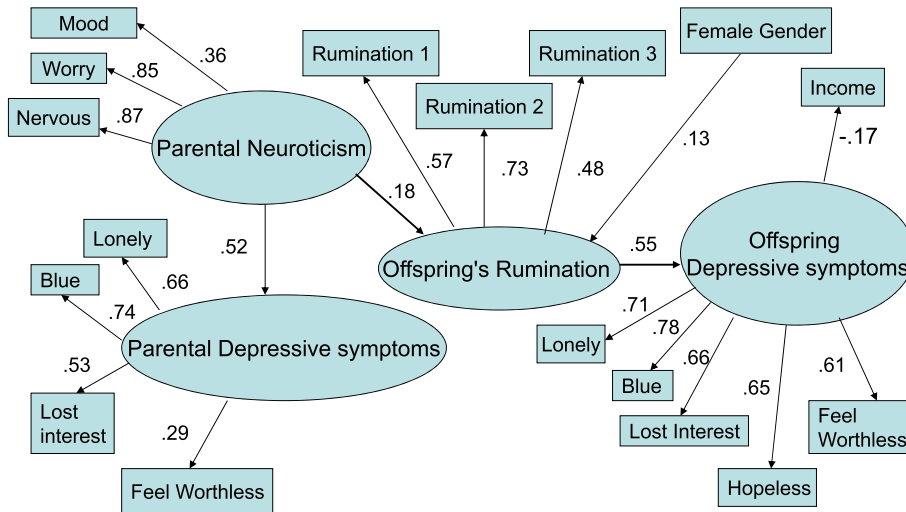 Mood
.36
Worry
.85
Nervous
.87
Parental Neuroticism
Rumination 1
Rumination 2
Rumination 3
Female Gender
Income
-.17
.57
.73
.48
.13
.18
.52
Lonely
.66
Blue
.74
Parental Depressive symptoms
.53
Lost
interest
.29
Feel Worthless
Offspring's Rumination
.55
Offspring
Depressive symptoms
.71
Lonely
.78
Blue
.66
Lost Interest
.65
Hopeless
.61
Feel
Worthless